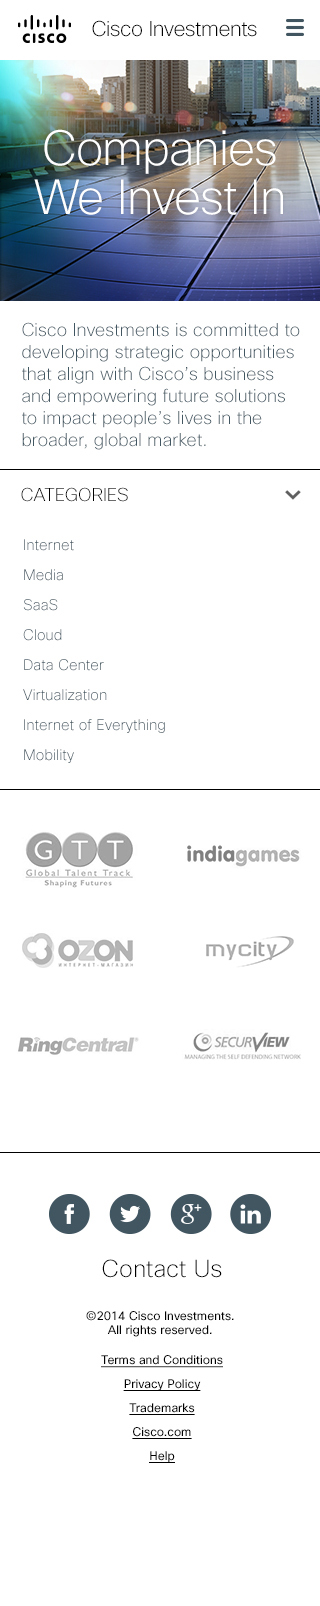 CISCO
Cisco Investments
Companies
We Invest In
Cisco Investments is committed to
developing strategic opportunities
that align with Cisco's business
and empowering future solutions
to impact people's lives in the
broader, global market.
CATEGORIES
Internet
Media
SaaS
Cloud
Data Center
Virtualization
Internet of Everything
Mobility
GTT
Global Talent Track
Shaping Futures
indiagames
OZON
ИНТЕРНЕТ-МАГАЗИН
mycity
RingCentral®
SECURVIEW
MANAGING THE SELF DEFENDING NETWORK
f
g+
in
Contact Us
©2014 Cisco Investments.
All rights reserved.
Terms and Conditions
Privacy Policy
Trademarks
Cisco.com
Help